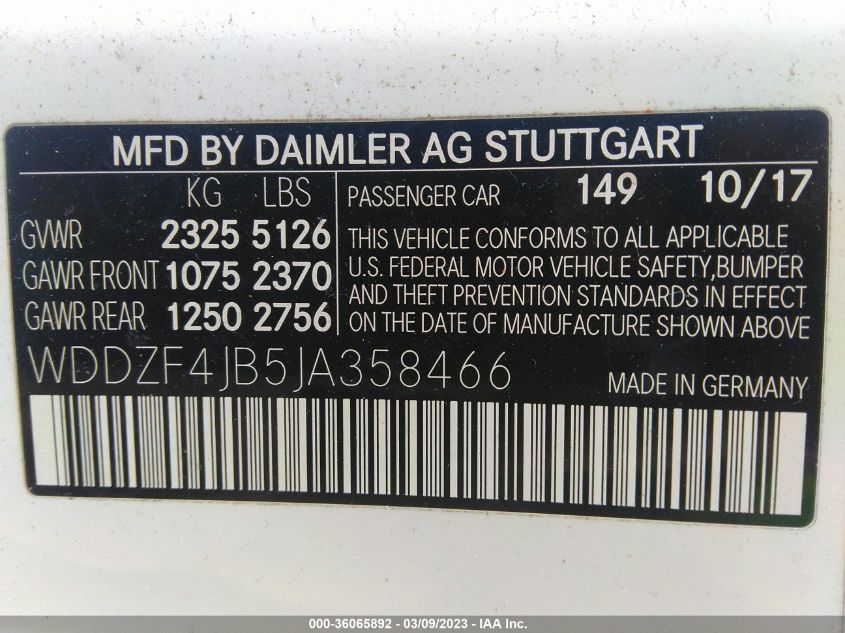 MFD BY DAIMLER AG STUTTGART
KG LBS
GVWR 2325 5126
GAWR FRONT 1075 2370
GAWR REAR 1250 2756
PASSENGER CAR 149 10/17
THIS VEHICLE CONFORMS TO ALL APPLICABLE
U.S. FEDERAL MOTOR VEHICLE SAFETY,BUMPER
AND THEFT PREVENTION STANDARDS IN EFFECT
ON THE DATE OF MANUFACTURE SHOWN ABOVE
WDDZF4JB5JA358466 MADE IN GERMANY
000-36065892 - 03/09/2023 - IAA Inc.